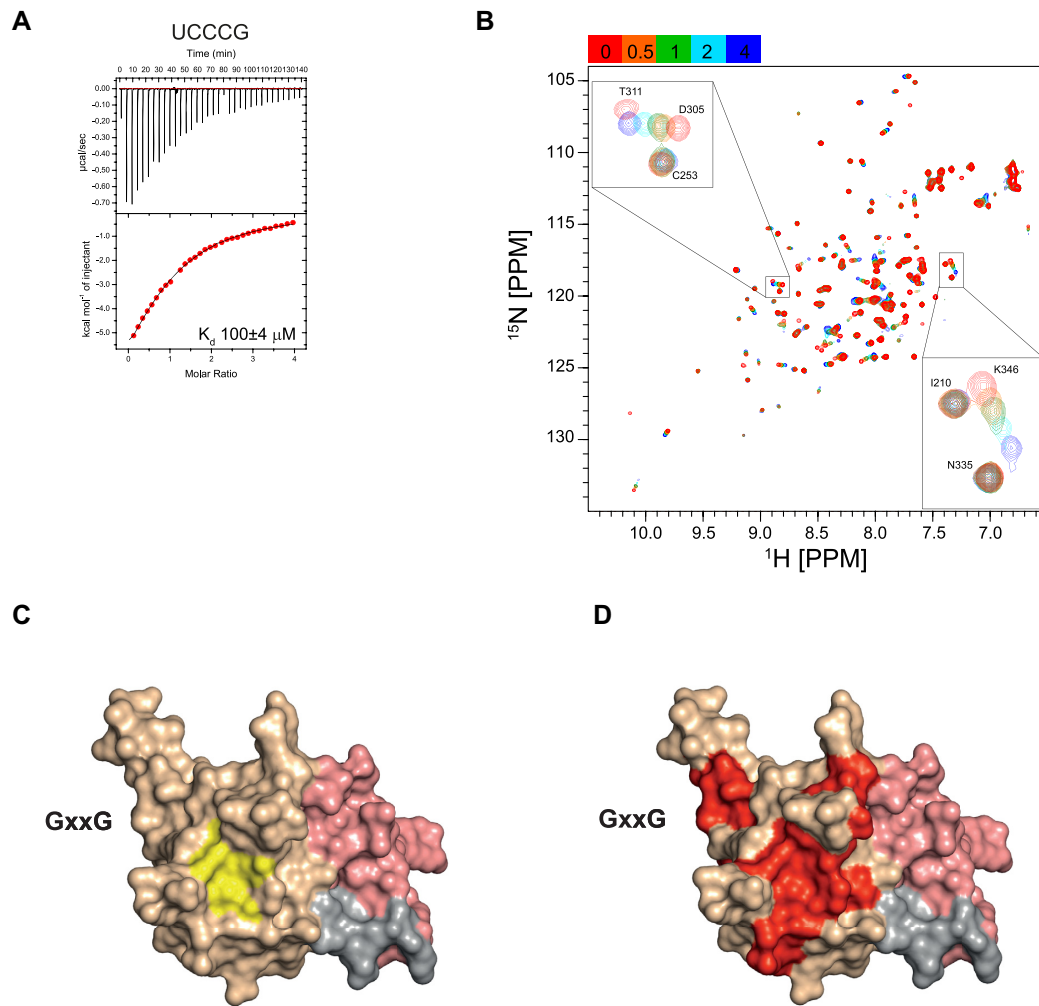 A
UCCCG
Time (min)
0 10 20 30 40 50 60 70 80 90 100 110 120 130 140
0.00
-0.10
-0.20
-0.30
-0.40
-0.50
-0.60
-0.70
µcal/sec
-1.0
-2.0
-3.0
-4.0
-5.0
kcal mol⁻¹ of injectant
Kd 100±4 µM
0 1 2 3 4
Molar Ratio
B
0 0.5 1 2 4
105
110
115
120
125
130
¹⁵N [PPM]
T311
D305
C253
K346
I210
N335
10.0 9.5 9.0 8.5 8.0 7.5 7.0
¹H [PPM]
C
GxxG
D
GxxG